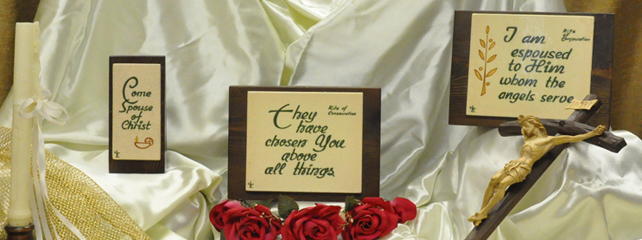 Come
Spouse
of
Christ
Rite of
Consecration
They
have
chosen You
above
all things
Rite of
Consecration
I am
espoused
to Him
whom the
angels serve